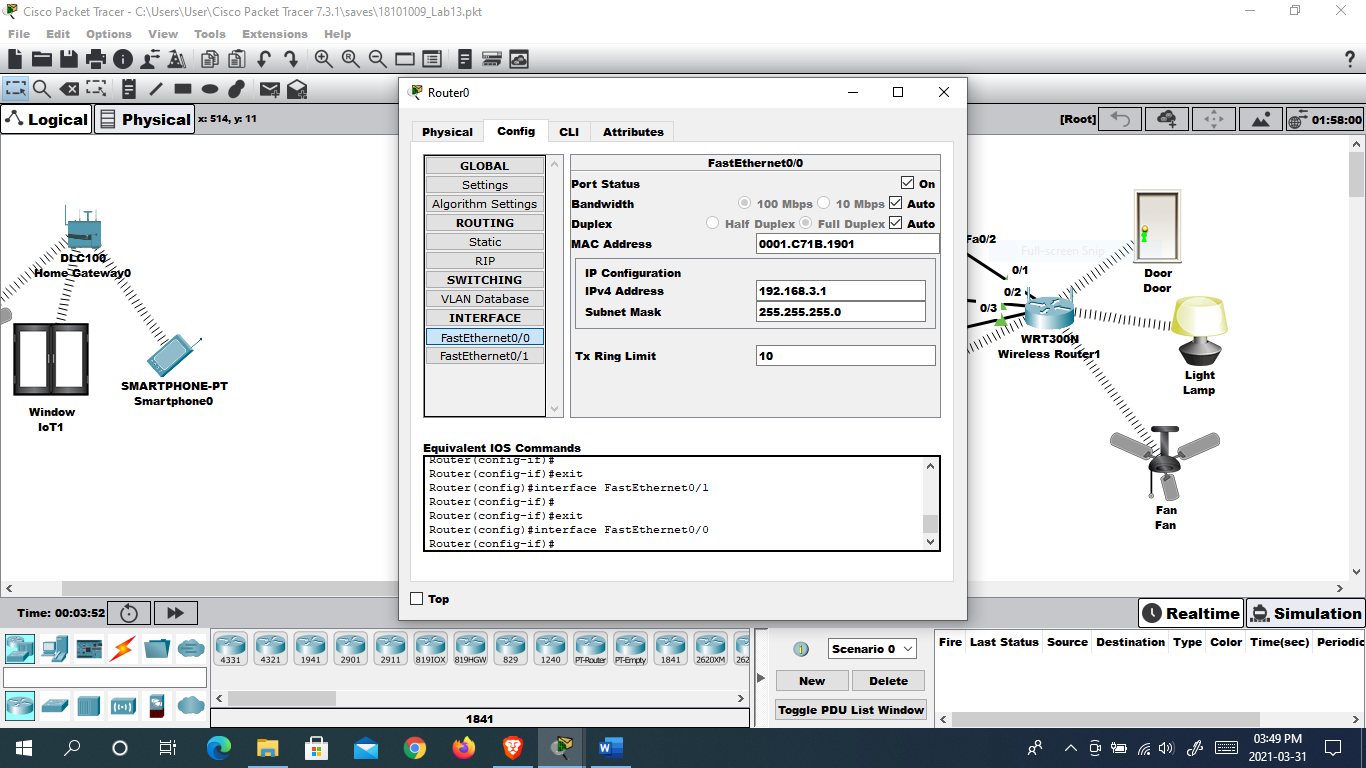 Cisco Packet Tracer - C:\Users\User\Cisco Packet Tracer 7.3.1\saves\18101009_Lab13.pkt
File Edit Options View Tools Extensions Help
Logical Physical x: 514, y: 11
[Root] 01:58:00
DLC100
Home Gateway0
Window
IoT1
SMARTPHONE-PT
Smartphone0
Router0
Physical Config CLI Attributes
GLOBAL
Settings
Algorithm Settings
ROUTING
Static
RIP
SWITCHING
VLAN Database
INTERFACE
FastEthernet0/0
FastEthernet0/1
FastEthernet0/0
Port Status On
Bandwidth 100 Mbps 10 Mbps Auto
Duplex Half Duplex Full Duplex Auto
MAC Address 0001.C71B.1901
IP Configuration
IPv4 Address 192.168.3.1
Subnet Mask 255.255.255.0
Tx Ring Limit 10
Equivalent IOS Commands
Router(config-if)#
Router(config-if)#exit
Router(config)#interface FastEthernet0/1
Router(config-if)#
Router(config-if)#exit
Router(config)#interface FastEthernet0/0
Router(config-if)#
Top
Fa0/2
Full-screen Snip
0/1
0/2
0/3
WRT300N
Wireless Router1
Door
Door
Light
Lamp
Fan
Fan
Time: 00:03:52
Realtime Simulation
4331 4321 1941 2901 2911 819IOX 819HGW 829 1240 PT-Router PT-Empty 1841 2620XM 262
1841
Scenario 0
New Delete
Toggle PDU List Window
Fire Last Status Source Destination Type Color Time(sec) Periodic
03:49 PM
2021-03-31